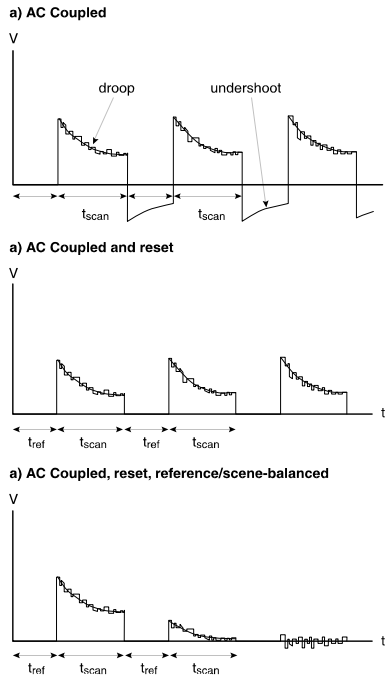 a) AC Coupled
V
droop
undershoot
tscan
tscan
a) AC Coupled and reset
V
t
tref
tscan
tref
tscan
a) AC Coupled, reset, reference/scene-balanced
V
t
tref
tscan
tref
tscan